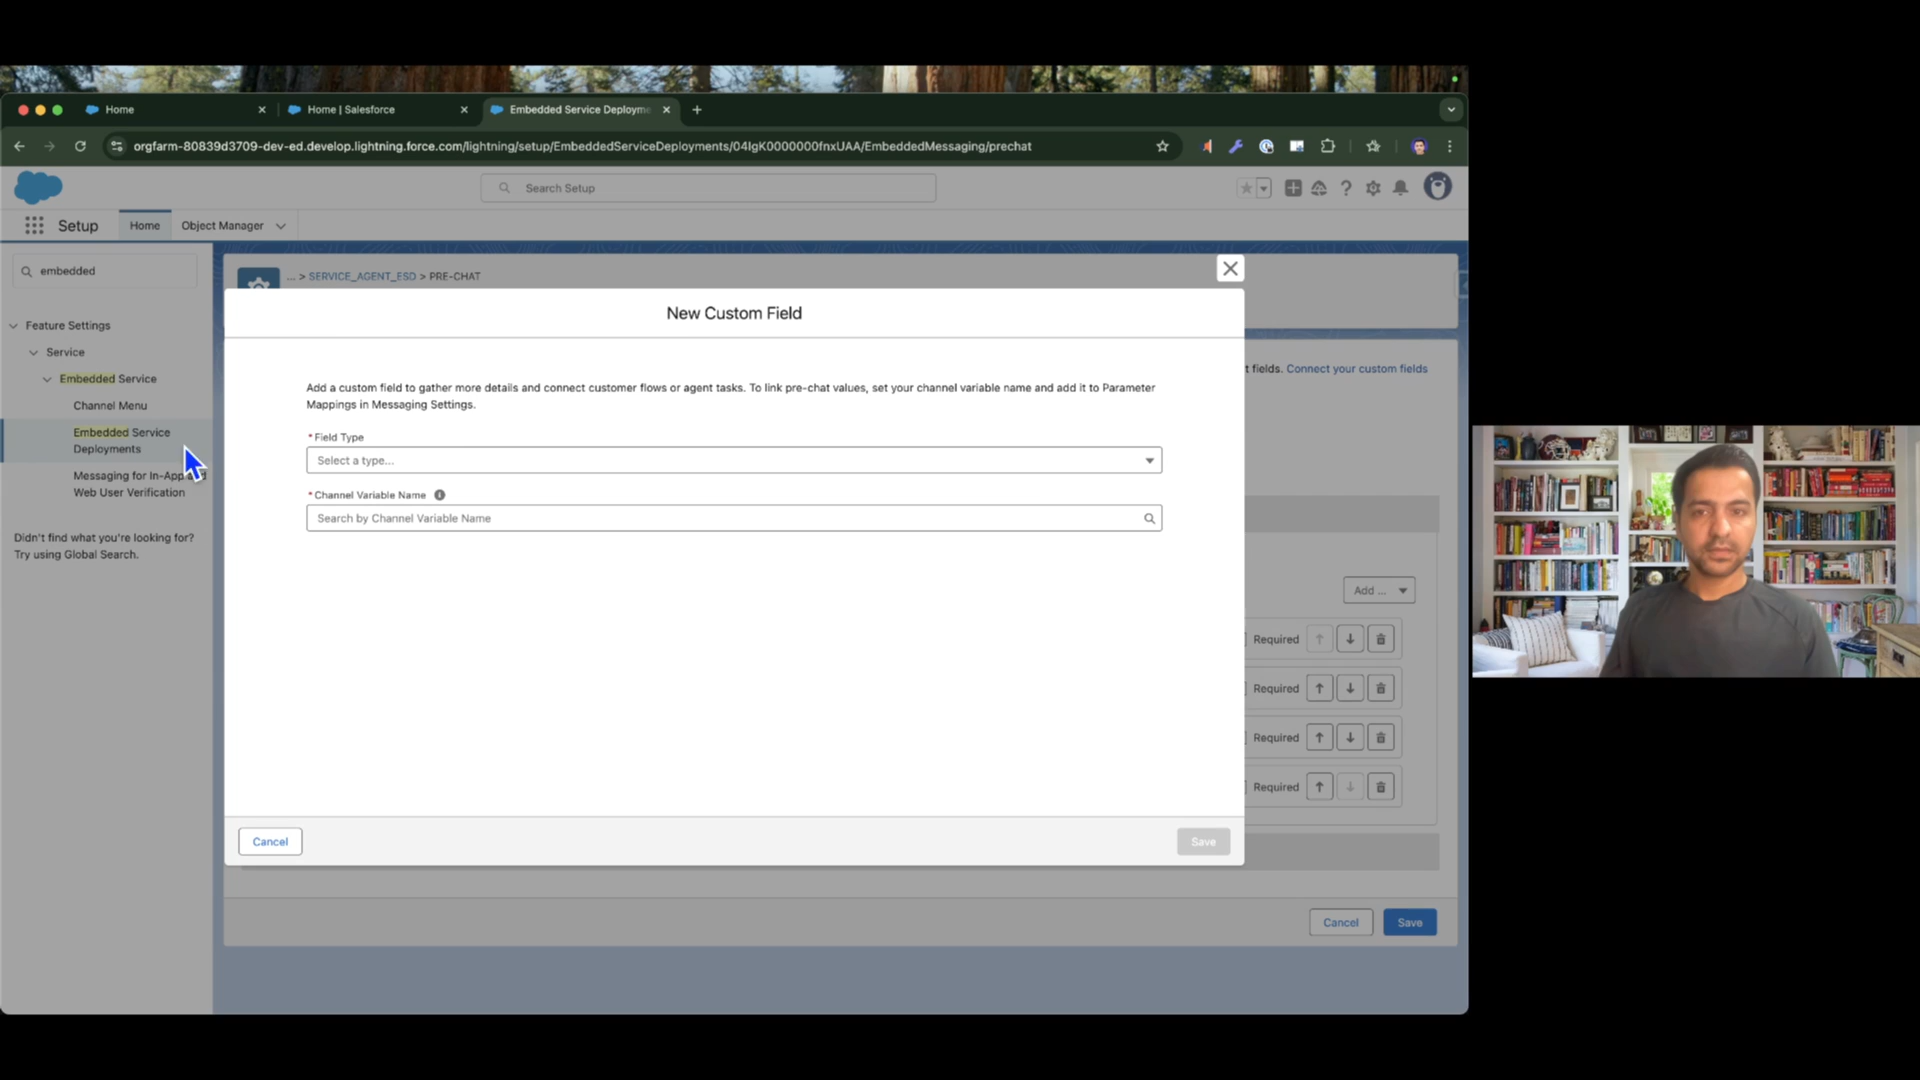 Home
Home | Salesforce
Embedded Service Deployme
orgfarm-80839d3709-dev-ed.develop.lightning.force.com/lightning/setup/EmbeddedServiceDeployments/04IgK0000000fnxUAA/EmbeddedMessaging/prechat
Search Setup
Setup
Home
Object Manager
embedded
... > SERVICE_AGENT_ESD > PRE-CHAT
New Custom Field
Feature Settings
Service
Embedded Service
Channel Menu
Embedded Service
Deployments
Messaging for In-App
Web User Verification
Didn't find what you're looking for?
Try using Global Search.
t fields. Connect your custom fields
Add a custom field to gather more details and connect customer flows or agent tasks. To link pre-chat values, set your channel variable name and add it to Parameter
Mappings in Messaging Settings.
* Field Type
Select a type...
* Channel Variable Name
Search by Channel Variable Name
Add ...
Required
Required
Required
Required
Cancel
Save
Cancel
Save